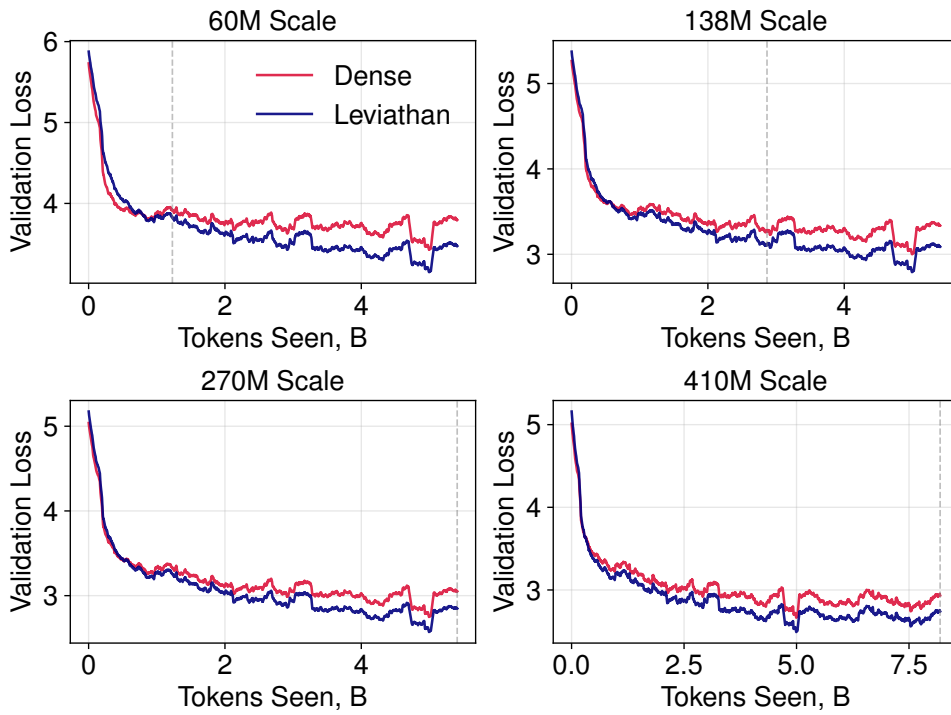 60M Scale
Validation Loss
6
5
4
0
2
4
Tokens Seen, B
Dense
Leviathan
138M Scale
Validation Loss
5
4
3
0
2
4
Tokens Seen, B
270M Scale
Validation Loss
5
4
3
0
2
4
Tokens Seen, B
410M Scale
Validation Loss
5
4
3
0.0
2.5
5.0
7.5
Tokens Seen, B